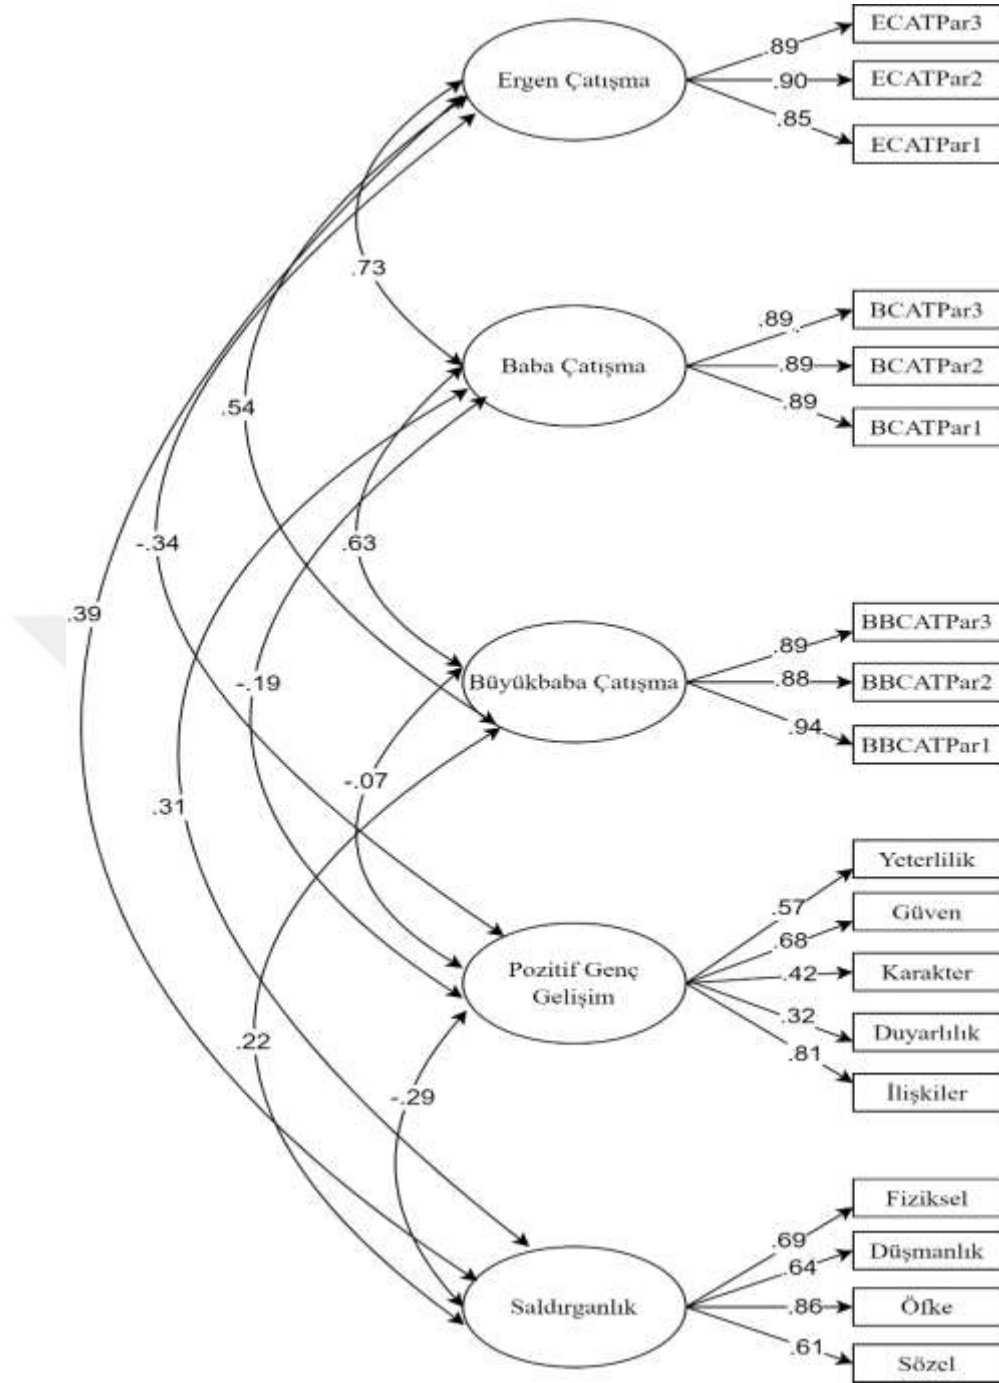 ECATPar3
.89
Ergen Çatışma
.90
ECATPar2
.85
ECATPar1
.73
BCATPar3
.89
Baba Çatışma
.89
BCATPar2
.89
BCATPar1
.54
-.34
.63
.39
BBCATPar3
.89
Büyükbaba Çatışma
.88
BBCATPar2
.94
BBCATPar1
-.19
-.07
.31
Yeterlilik
.57
Güven
.68
Pozitif Genç
Gelişim
.42
Karakter
.32
Duyarlılık
.81
İlişkiler
.22
-.29
Fiziksel
.69
Düşmanlık
.64
Saldırganlık
.86
Öfke
.61
Sözel